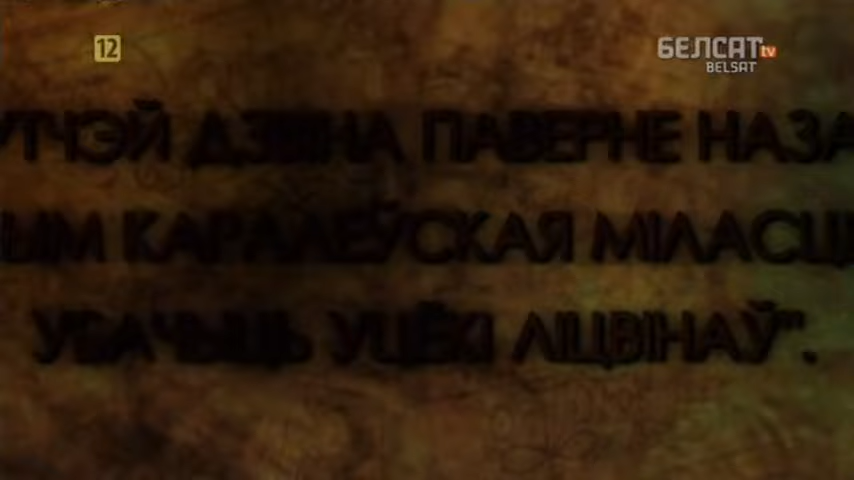 12
БЕЛСАТ tv
BELSAT
ДЗВІНА ПАВЕРНЕ
КАРАЛЕЎСКАЯ
УБАЧЫЦЬ УЦЁКІ ЛІЦВІНАЎ".